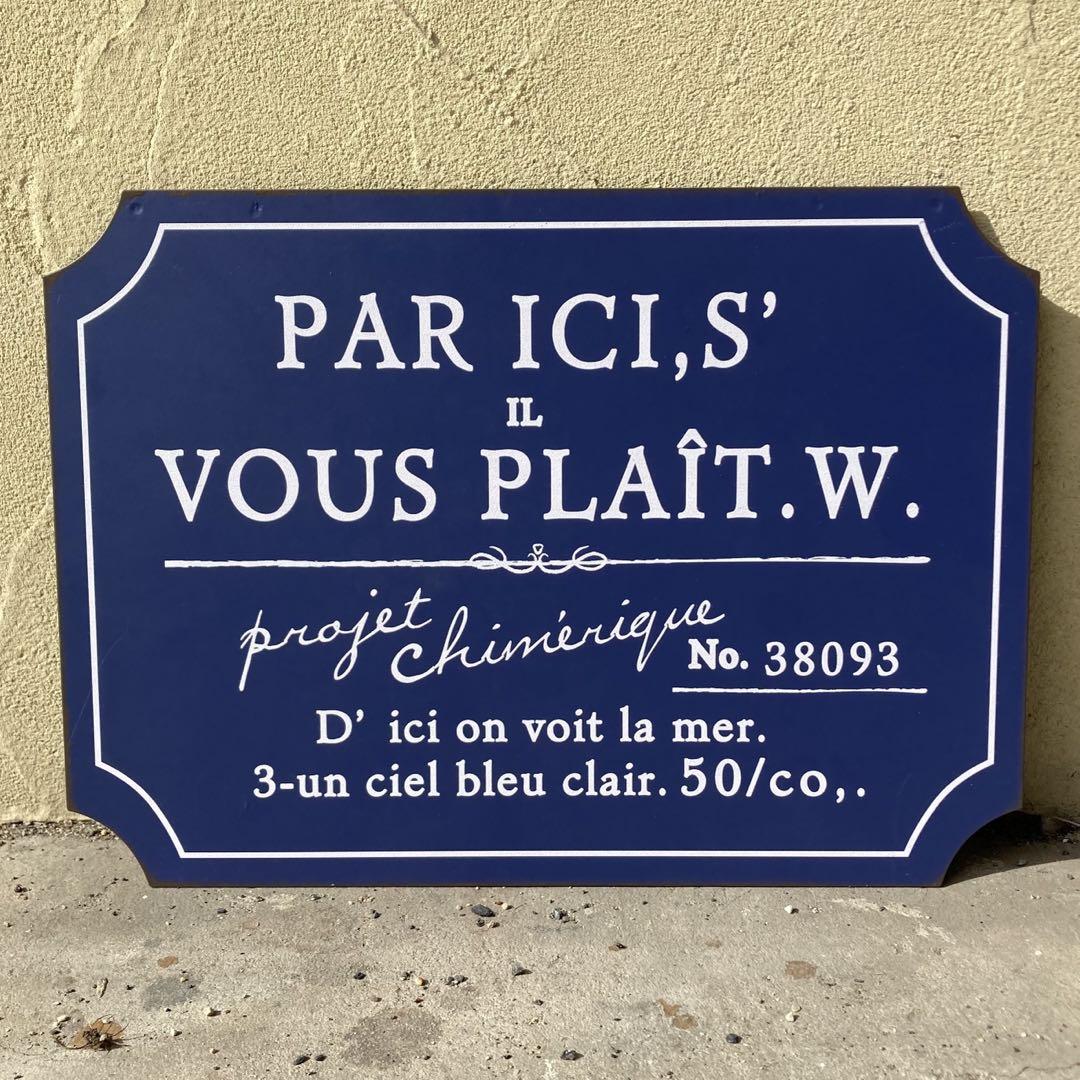 PAR ICI,S’
IL
VOUS PLAÎT.W.
projet chimérique
No. 38093
D’ ici on voit la mer.
3-un ciel bleu clair. 50/co,.